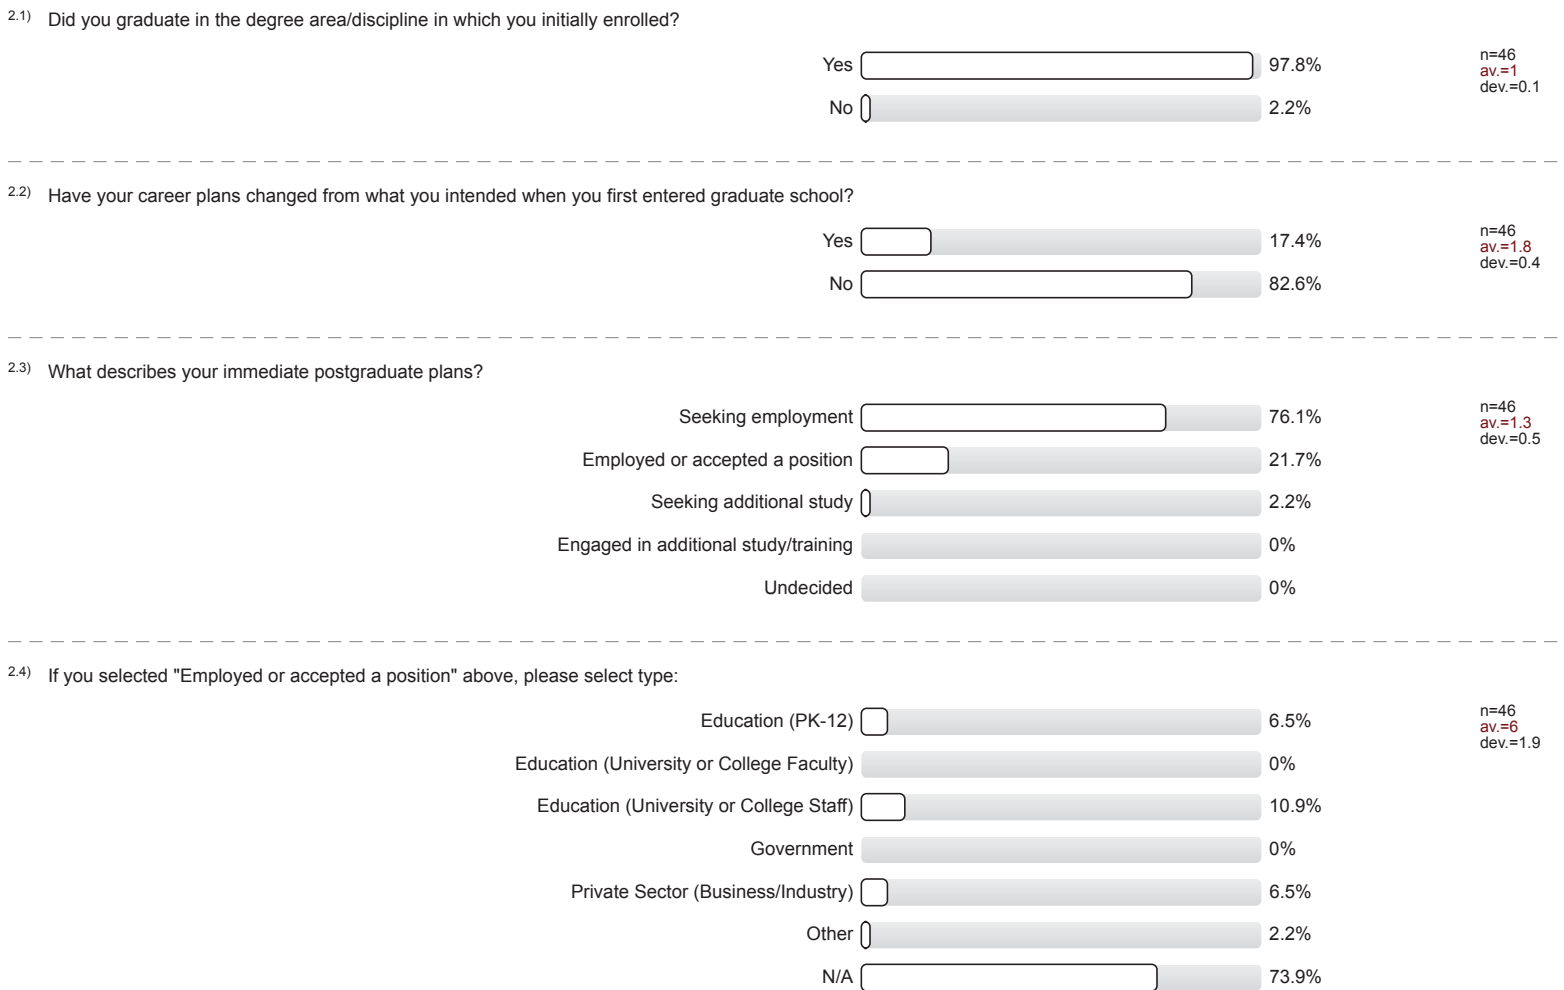 2.1) Did you graduate in the degree area/discipline in which you initially enrolled?
Yes 97.8%
No 2.2%
n=46
av.=1
dev.=0.1
2.2) Have your career plans changed from what you intended when you first entered graduate school?
Yes 17.4%
No 82.6%
n=46
av.=1.8
dev.=0.4
2.3) What describes your immediate postgraduate plans?
Seeking employment 76.1%
Employed or accepted a position 21.7%
Seeking additional study 2.2%
Engaged in additional study/training 0%
Undecided 0%
n=46
av.=1.3
dev.=0.5
2.4) If you selected "Employed or accepted a position" above, please select type:
Education (PK-12) 6.5%
Education (University or College Faculty) 0%
Education (University or College Staff) 10.9%
Government 0%
Private Sector (Business/Industry) 6.5%
Other 2.2%
N/A 73.9%
n=46
av.=6
dev.=1.9